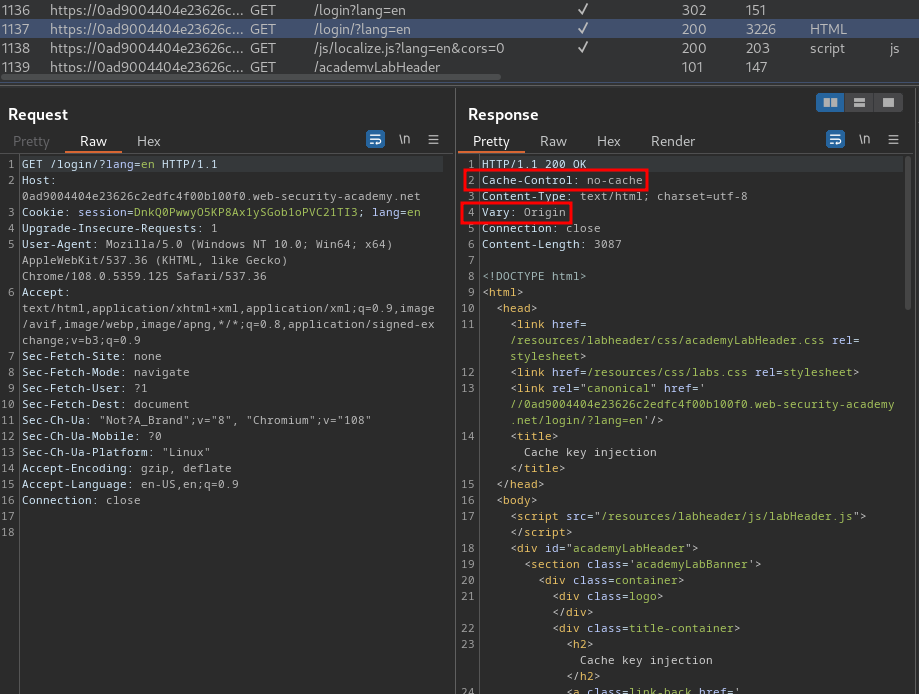 1136 https://0ad9004404e23626c... GET /login?lang=en ✓ 302 151
1137 https://0ad9004404e23626c... GET /login/?lang=en ✓ 200 3226 HTML
1138 https://0ad9004404e23626c... GET /js/localize.js?lang=en&cors=0 ✓ 200 203 script js
1139 https://0ad9004404e23626c... GET /academyLabHeader 101 147
Request
Pretty Raw Hex \n
1 GET /login/?lang=en HTTP/1.1
2 Host:
0ad9004404e23626c2edfc4f00b100f0.web-security-academy.net
3 Cookie: session=DnkQ0PwwyO5KP8Ax1ySGob1oPVC21TI3; lang=en
4 Upgrade-Insecure-Requests: 1
5 User-Agent: Mozilla/5.0 (Windows NT 10.0; Win64; x64)
AppleWebKit/537.36 (KHTML, like Gecko)
Chrome/108.0.5359.125 Safari/537.36
6 Accept:
text/html,application/xhtml+xml,application/xml;q=0.9,image
/avif,image/webp,image/apng,*/*;q=0.8,application/signed-ex
change;v=b3;q=0.9
7 Sec-Fetch-Site: none
8 Sec-Fetch-Mode: navigate
9 Sec-Fetch-User: ?1
10 Sec-Fetch-Dest: document
11 Sec-Ch-Ua: "Not?A_Brand";v="8", "Chromium";v="108"
12 Sec-Ch-Ua-Mobile: ?0
13 Sec-Ch-Ua-Platform: "Linux"
14 Accept-Encoding: gzip, deflate
15 Accept-Language: en-US,en;q=0.9
16 Connection: close
17
18
Response
Pretty Raw Hex Render \n
1 HTTP/1.1 200 OK
2 Cache-Control: no-cache
3 Content-Type: text/html; charset=utf-8
4 Vary: Origin
5 Connection: close
6 Content-Length: 3087
7
8 <!DOCTYPE html>
9 <html>
10 <head>
11 <link href=
/resources/labheader/css/academyLabHeader.css rel=
stylesheet>
12 <link href=/resources/css/labs.css rel=stylesheet>
13 <link rel="canonical" href='
//0ad9004404e23626c2edfc4f00b100f0.web-security-academy
.net/login/?lang=en'/>
14 <title>
Cache key injection
</title>
15 </head>
16 <body>
17 <script src="/resources/labheader/js/labHeader.js">
</script>
18 <div id="academyLabHeader">
19 <section class='academyLabBanner'>
20 <div class=container>
21 <div class=logo>
</div>
22 <div class=title-container>
23 <h2>
Cache key injection
</h2>
24 <a class=link-back href='